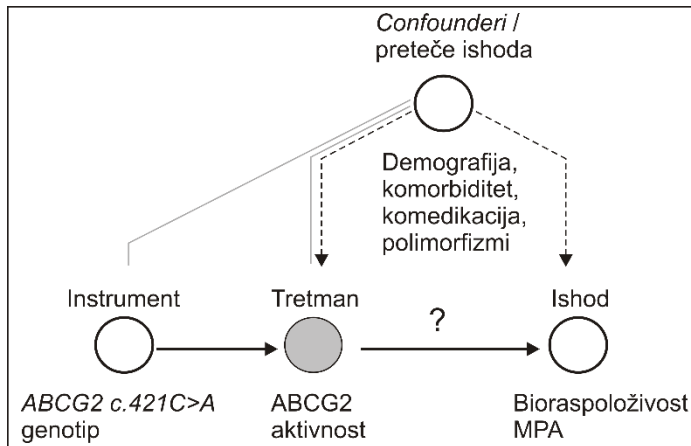 Confounderi /
preteče ishoda
Demografija,
komorbiditet,
komedikacija,
polimorfizmi
Instrument
Tretman
?
Ishod
ABCG2 c.421C>A
genotip
ABCG2
aktivnost
Bioraspoloživost
MPA